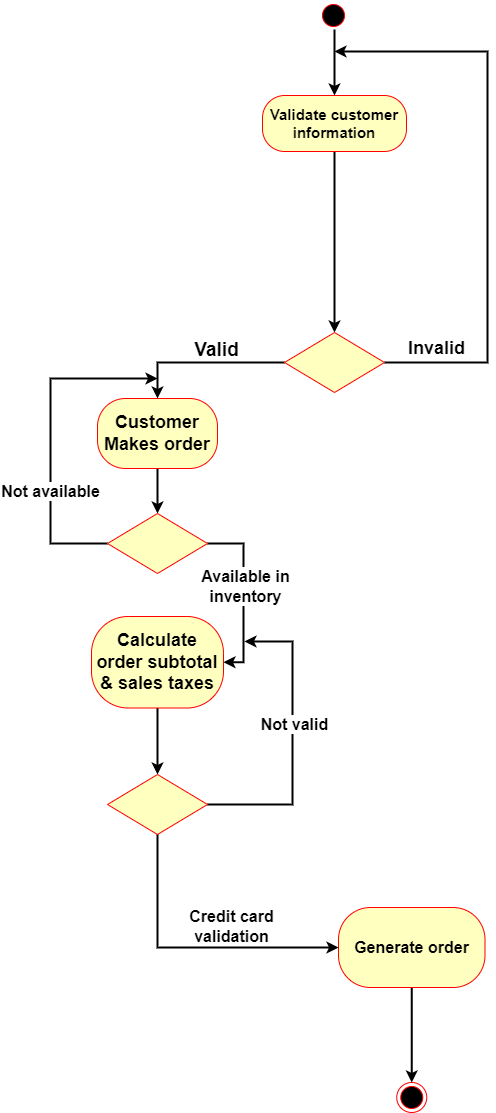 Validate customer
information
Valid
Invalid
Customer
Makes order
Not available
Available in
inventory
Calculate
order subtotal
& sales taxes
Not valid
Credit card
validation
Generate order